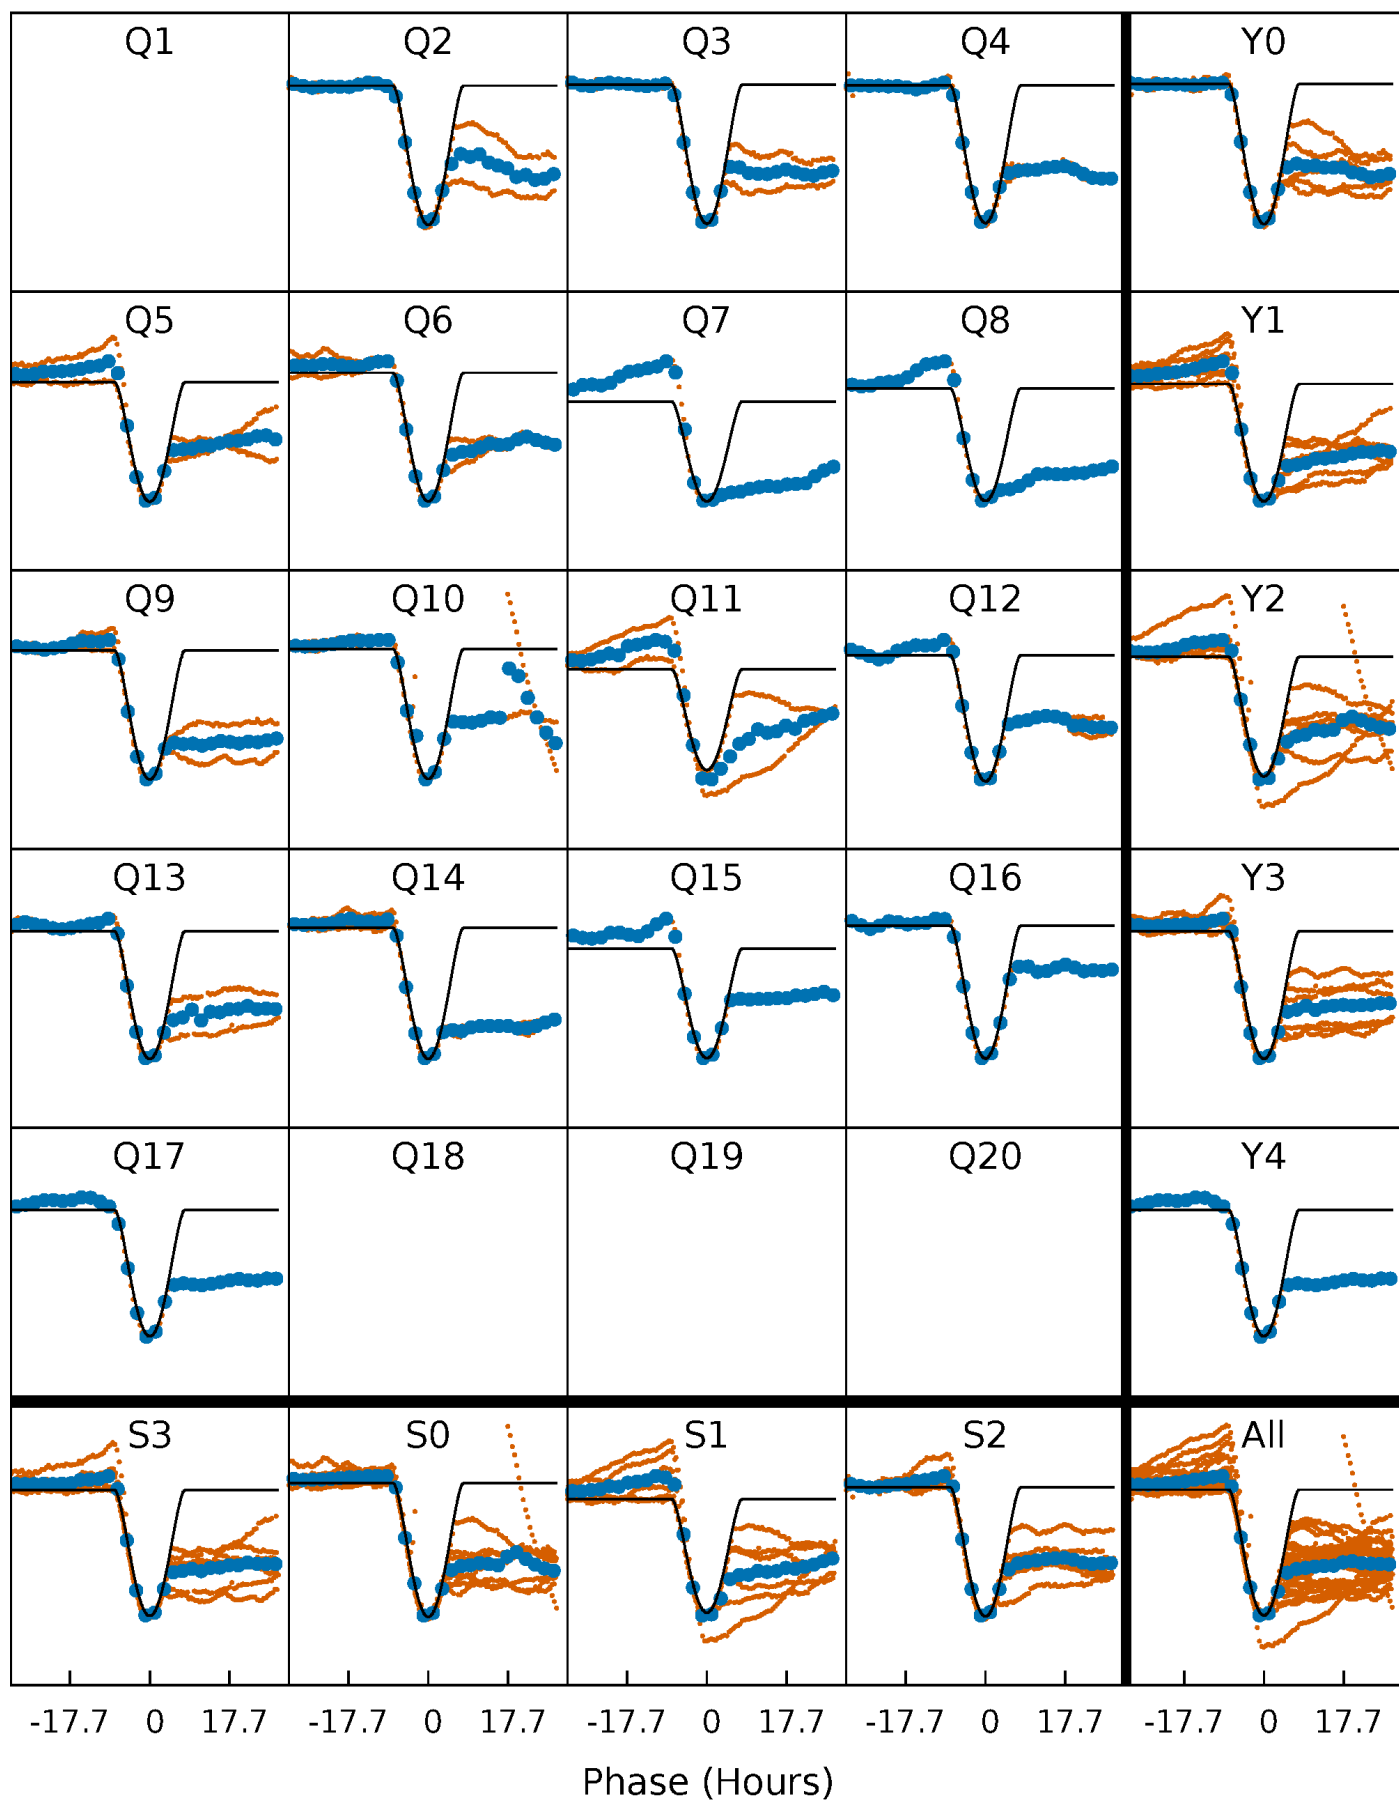 Q1 Q2 Q3 Q4 Y0
Q5 Q6 Q7 Q8 Y1
Q9 Q10 Q11 Q12 Y2
Q13 Q14 Q15 Q16 Y3
Q17 Q18 Q19 Q20 Y4
S3 S0 S1 S2 All
-17.7 0 17.7 -17.7 0 17.7 -17.7 0 17.7 -17.7 0 17.7 -17.7 0 17.7
Phase (Hours)